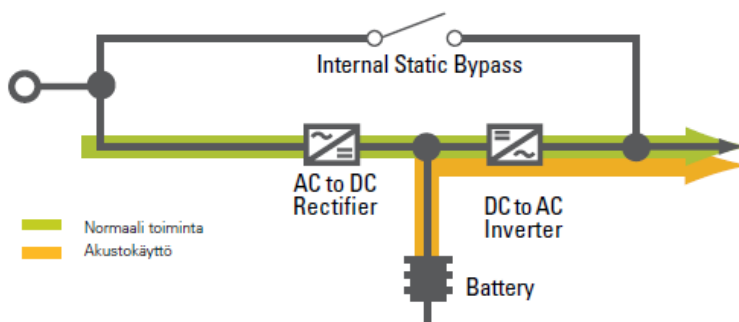 Internal Static Bypass
AC to DC
Rectifier
DC to AC
Inverter
Normaali toiminta
Akustokäyttö
Battery